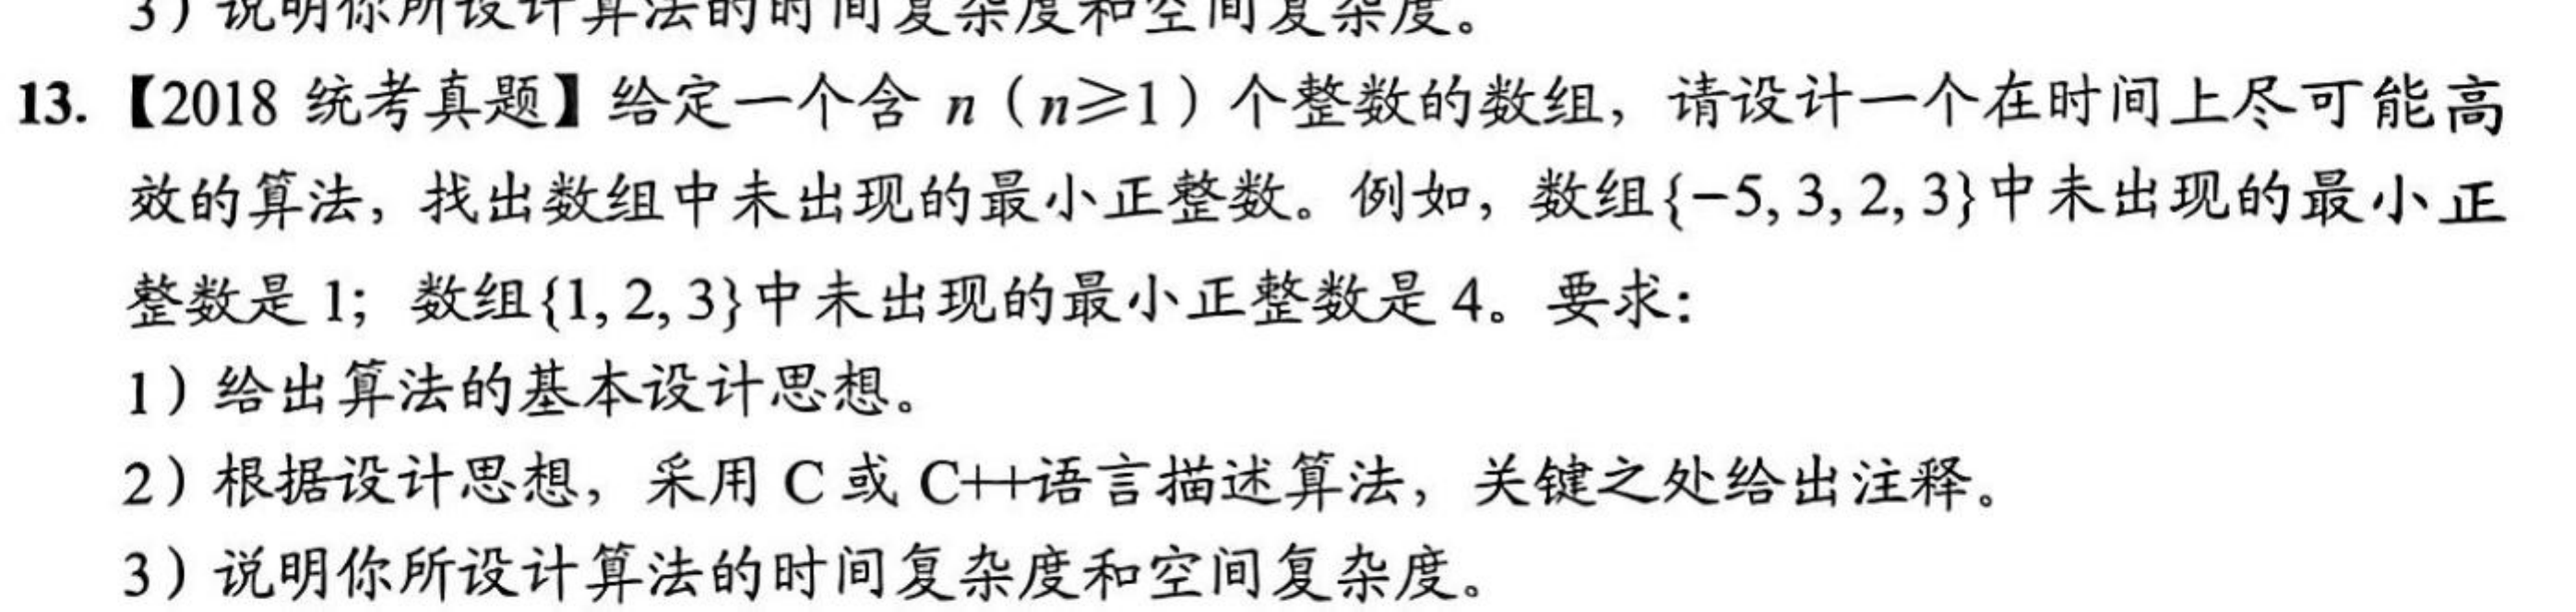 3）说明你所设计算法的时间复杂度和空间复杂度。
13.【2018 统考真题】给定一个含 n（n≥1）个整数的数组，请设计一个在时间上尽可能高
效的算法，找出数组中未出现的最小正整数。例如，数组{−5, 3, 2, 3}中未出现的最小正
整数是 1；数组{1, 2, 3}中未出现的最小正整数是 4。要求：
1）给出算法的基本设计思想。
2）根据设计思想，采用 C 或 C++语言描述算法，关键之处给出注释。
3）说明你所设计算法的时间复杂度和空间复杂度。